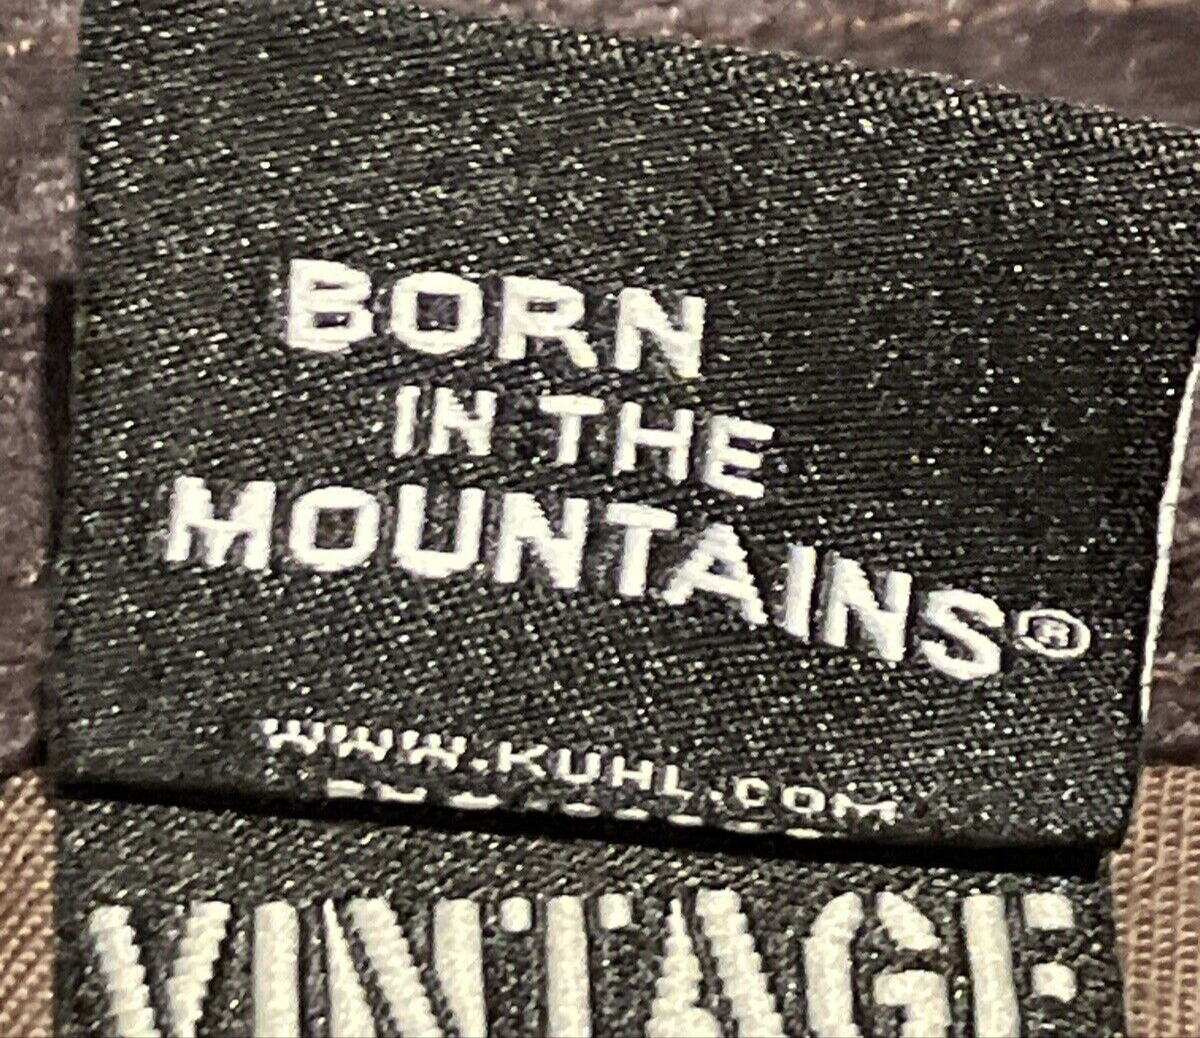 BORN
IN THE
MOUNTAINS®
WWW.KUHL.COM
VINTAGE